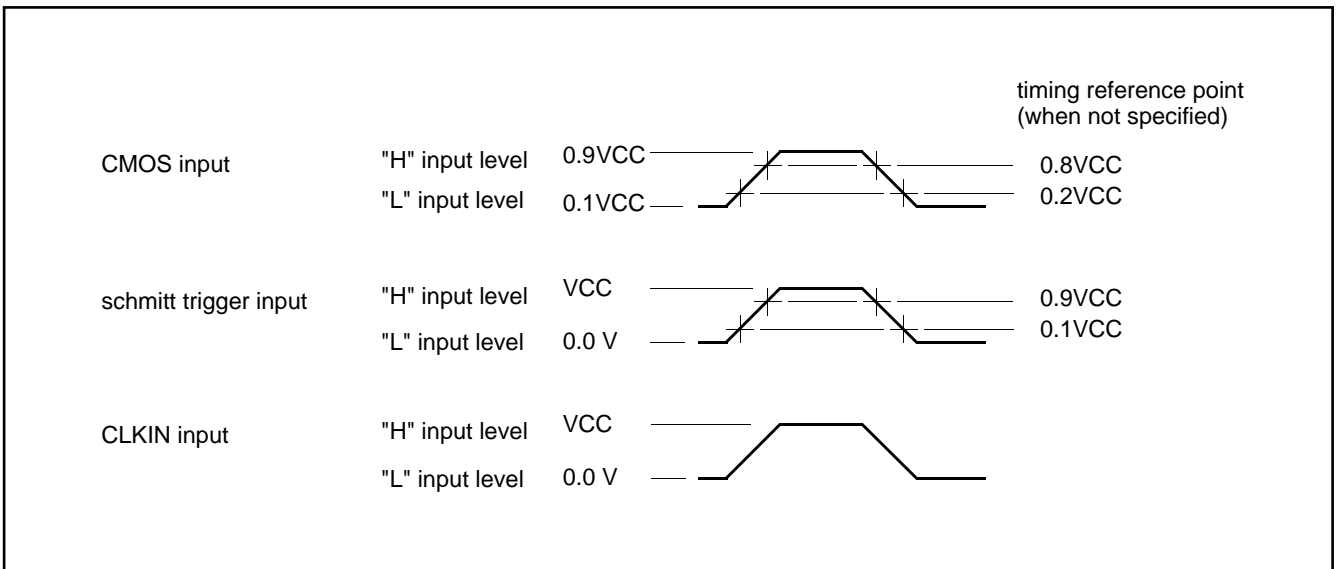 timing reference point
(when not specified)
CMOS input "H" input level 0.9VCC 0.8VCC
"L" input level 0.1VCC 0.2VCC
schmitt trigger input "H" input level VCC 0.9VCC
"L" input level 0.0 V 0.1VCC
CLKIN input "H" input level VCC
"L" input level 0.0 V